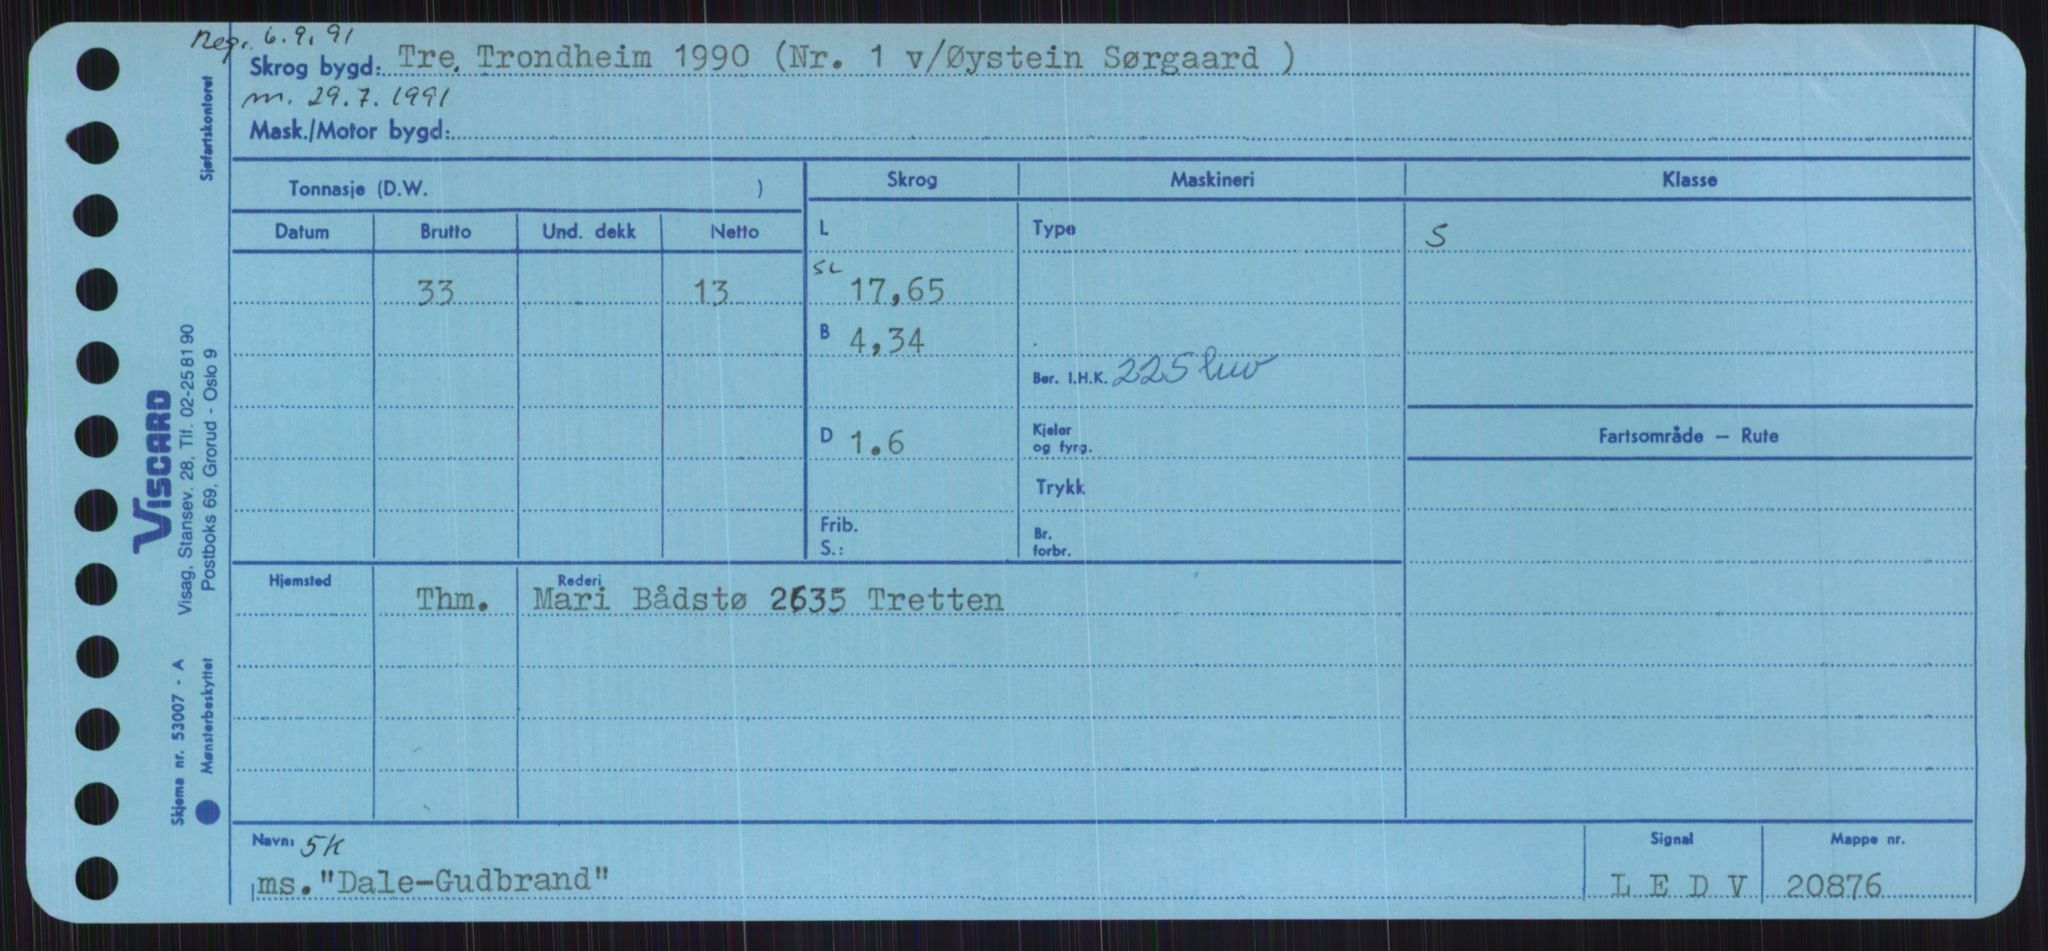 Reg. 6.9.91
Skrog bygd: Tre, Trondheim 1990 (Nr. 1 v/Øystein Sørgaard )
m. 29.7.1991
Mask./Motor bygd:
Sjøfartskontoret
Tonnasje (D.W. )
Skrog Maskineri Klasse
Datum Brutto Und. dekk Netto L Type S
33 13 SL 17,65
B 4,34
Ber. I.H.K. 225 luv
D 1.6 Kjeler
og fyrg.
Fartsområde — Rute
Trykk
Frib.
S.:
Br.
forbr.
Hjemsted Thm. Rederi Mari Bådstø 2635 Tretten
VISCARD
Visag, Stansev. 28, Tlf. 02-25 81 90
Postboks 69, Grorud - Oslo 9
Skjema nr. 53007 - A
Mønsterbeskyttet
Navn: SK
ms. "Dale-Gudbrand"
Signal
L E D V
Mappe nr.
20876